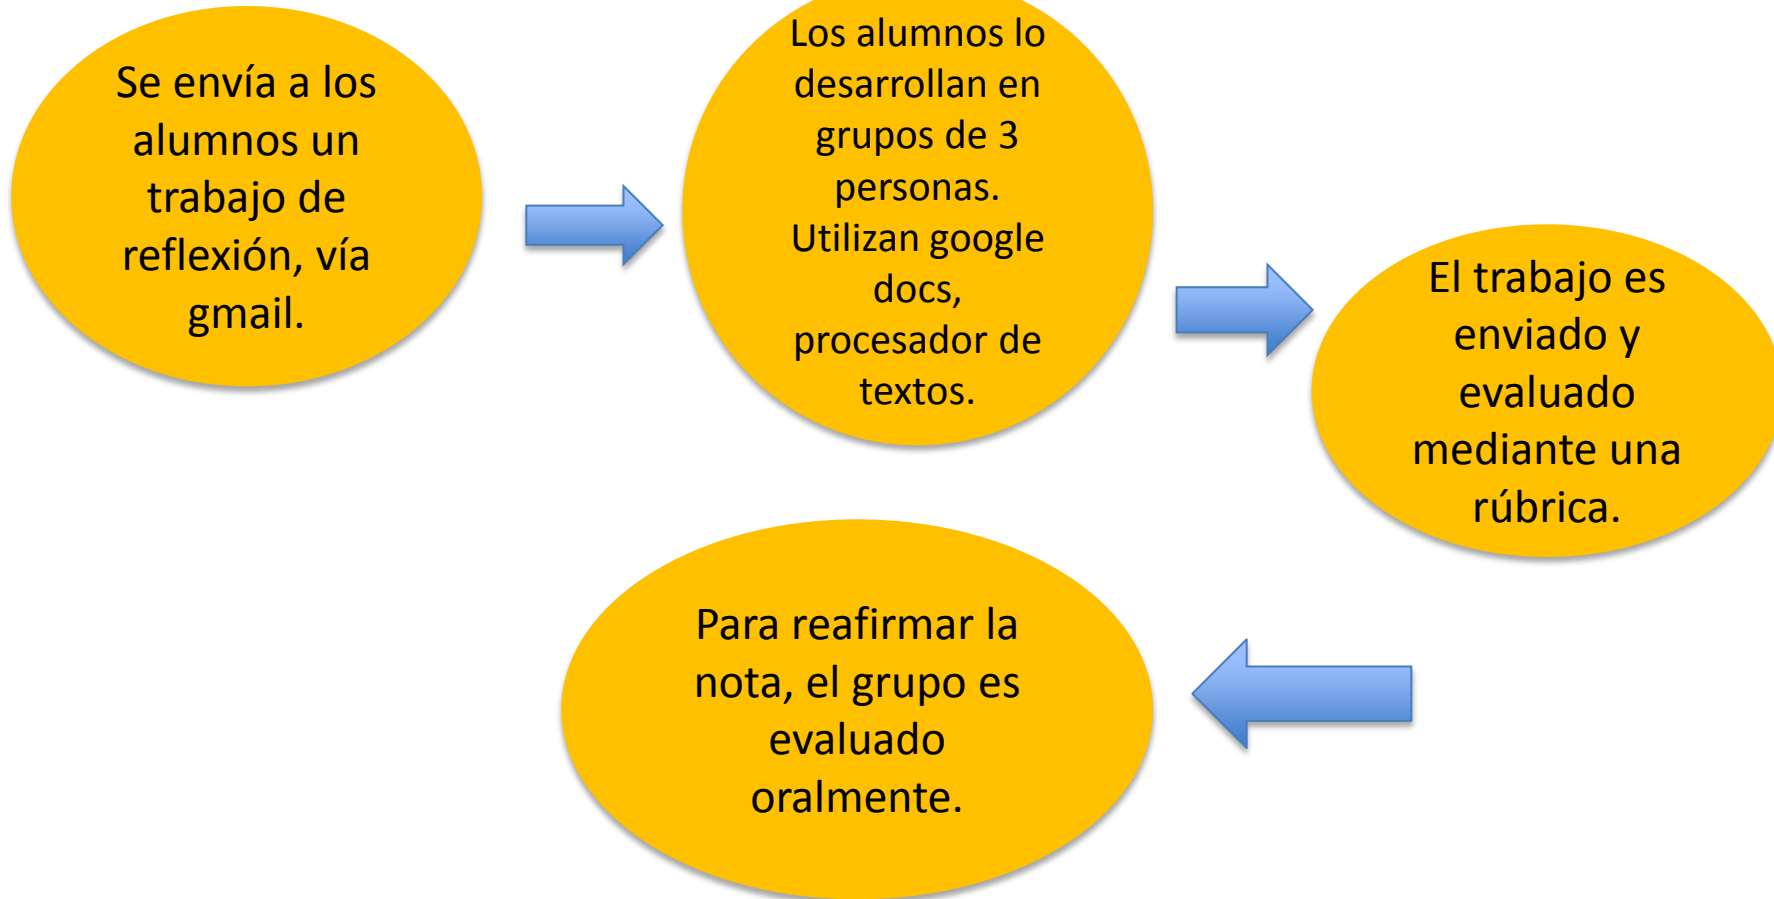 Se envía a los
alumnos un
trabajo de
reflexión, vía
gmail.
Los alumnos lo
desarrollan en
grupos de 3
personas.
Utilizan google
docs,
procesador de
textos.
El trabajo es
enviado y
evaluado
mediante una
rúbrica.
Para reafirmar la
nota, el grupo es
evaluado
oralmente.